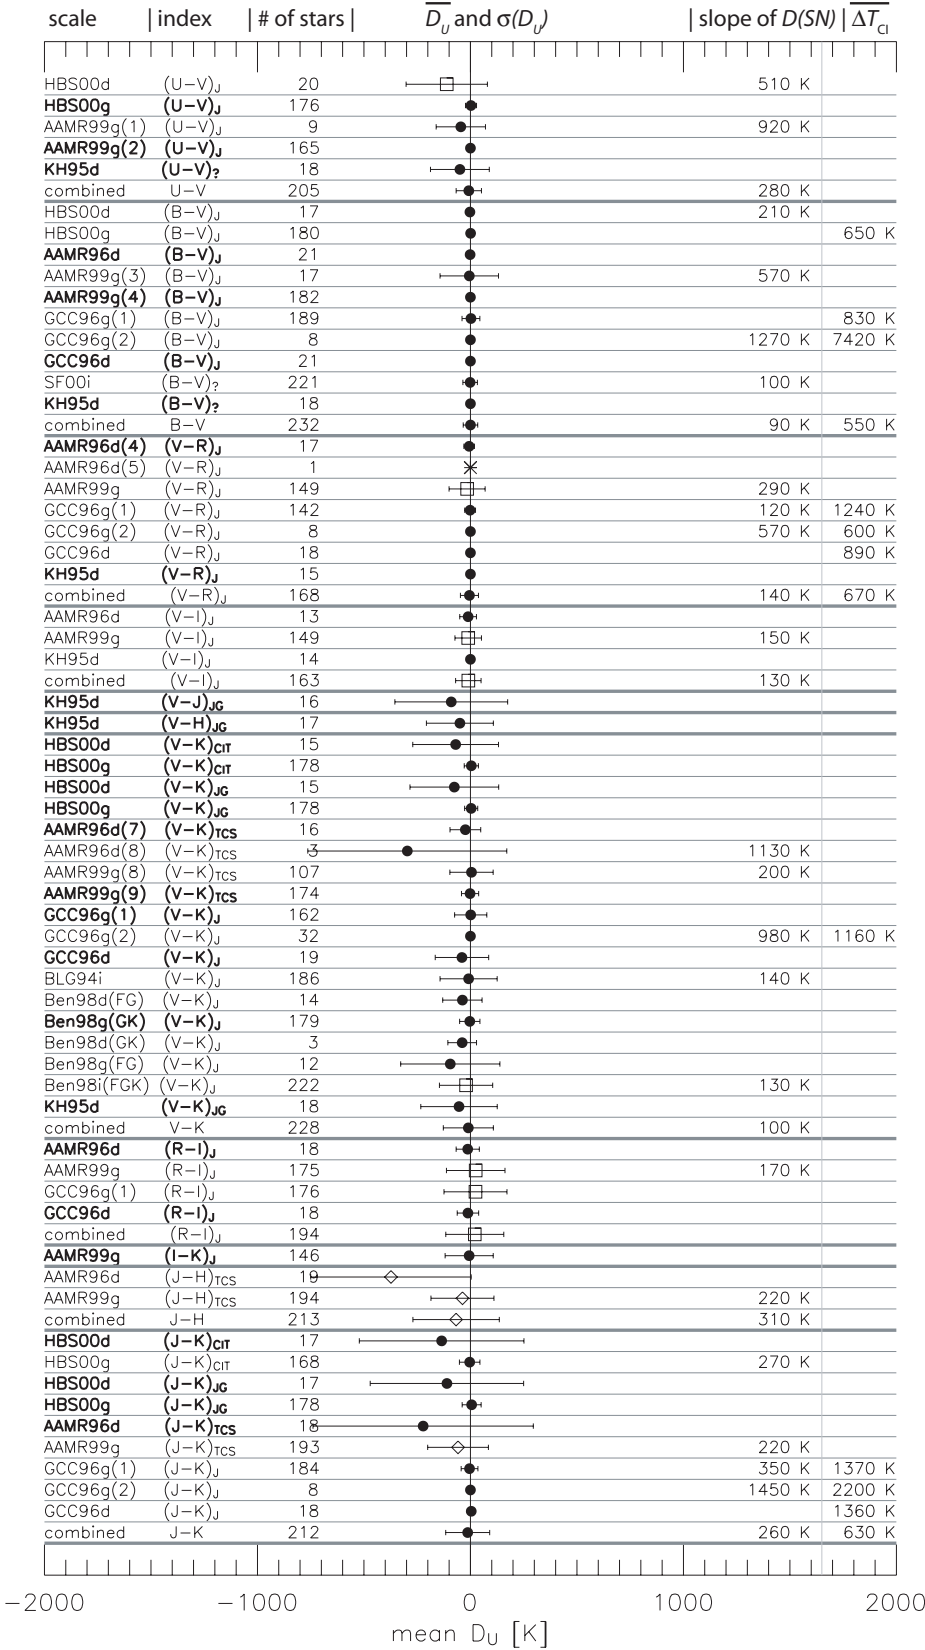 scale | index | # of stars | D_U and σ(D_U) | slope of D(SN) | ΔT_CI
HBS00d (U−V)J 20 510 K
HBS00g (U−V)J 176
AAMR99g(1) (U−V)J 9 920 K
AAMR99g(2) (U−V)J 165
KH95d (U−V)? 18
combined U−V 205 280 K
HBS00d (B−V)J 17 210 K
HBS00g (B−V)J 180 650 K
AAMR96d (B−V)J 21
AAMR99g(3) (B−V)J 17 570 K
AAMR99g(4) (B−V)J 182
GCC96g(1) (B−V)J 189 830 K
GCC96g(2) (B−V)J 8 1270 K 7420 K
GCC96d (B−V)J 21
SF00i (B−V)? 221 100 K
KH95d (B−V)? 18
combined B−V 232 90 K 550 K
AAMR96d(4) (V−R)J 17
AAMR96d(5) (V−R)J 1
AAMR99g (V−R)J 149 290 K
GCC96g(1) (V−R)J 142 120 K 1240 K
GCC96g(2) (V−R)J 8 570 K 600 K
GCC96d (V−R)J 18 890 K
KH95d (V−R)J 15
combined (V−R)J 168 140 K 670 K
AAMR96d (V−I)J 13
AAMR99g (V−I)J 149 150 K
KH95d (V−I)J 14
combined (V−I)J 163 130 K
KH95d (V−J)JG 16
KH95d (V−H)JG 17
HBS00d (V−K)CIT 15
HBS00g (V−K)CIT 178
HBS00d (V−K)JG 15
HBS00g (V−K)JG 178
AAMR96d(7) (V−K)TCS 16
AAMR96d(8) (V−K)TCS 3 1130 K
AAMR99g(8) (V−K)TCS 107 200 K
AAMR99g(9) (V−K)TCS 174
GCC96g(1) (V−K)J 162
GCC96g(2) (V−K)J 32 980 K 1160 K
GCC96d (V−K)J 19
BLG94i (V−K)J 186 140 K
Ben98d(FG) (V−K)J 14
Ben98g(GK) (V−K)J 179
Ben98d(GK) (V−K)J 3
Ben98g(FG) (V−K)J 12
Ben98i(FGK) (V−K)J 222 130 K
KH95d (V−K)JG 18
combined V−K 228 100 K
AAMR96d (R−I)J 18
AAMR99g (R−I)J 175 170 K
GCC96g(1) (R−I)J 176
GCC96d (R−I)J 18
combined (R−I)J 194
AAMR99g (I−K)J 146
AAMR96d (J−H)TCS 19
AAMR99g (J−H)TCS 194 220 K
combined J−H 213 310 K
HBS00d (J−K)CIT 17
HBS00g (J−K)CIT 168 270 K
HBS00d (J−K)JG 17
HBS00g (J−K)JG 178
AAMR96d (J−K)TCS 18
AAMR99g (J−K)TCS 193 220 K
GCC96g(1) (J−K)J 184 350 K 1370 K
GCC96g(2) (J−K)J 8 1450 K 2200 K
GCC96d (J−K)J 18 1360 K
combined J−K 212 260 K 630 K
−2000 −1000 0 1000 2000
mean DU [K]